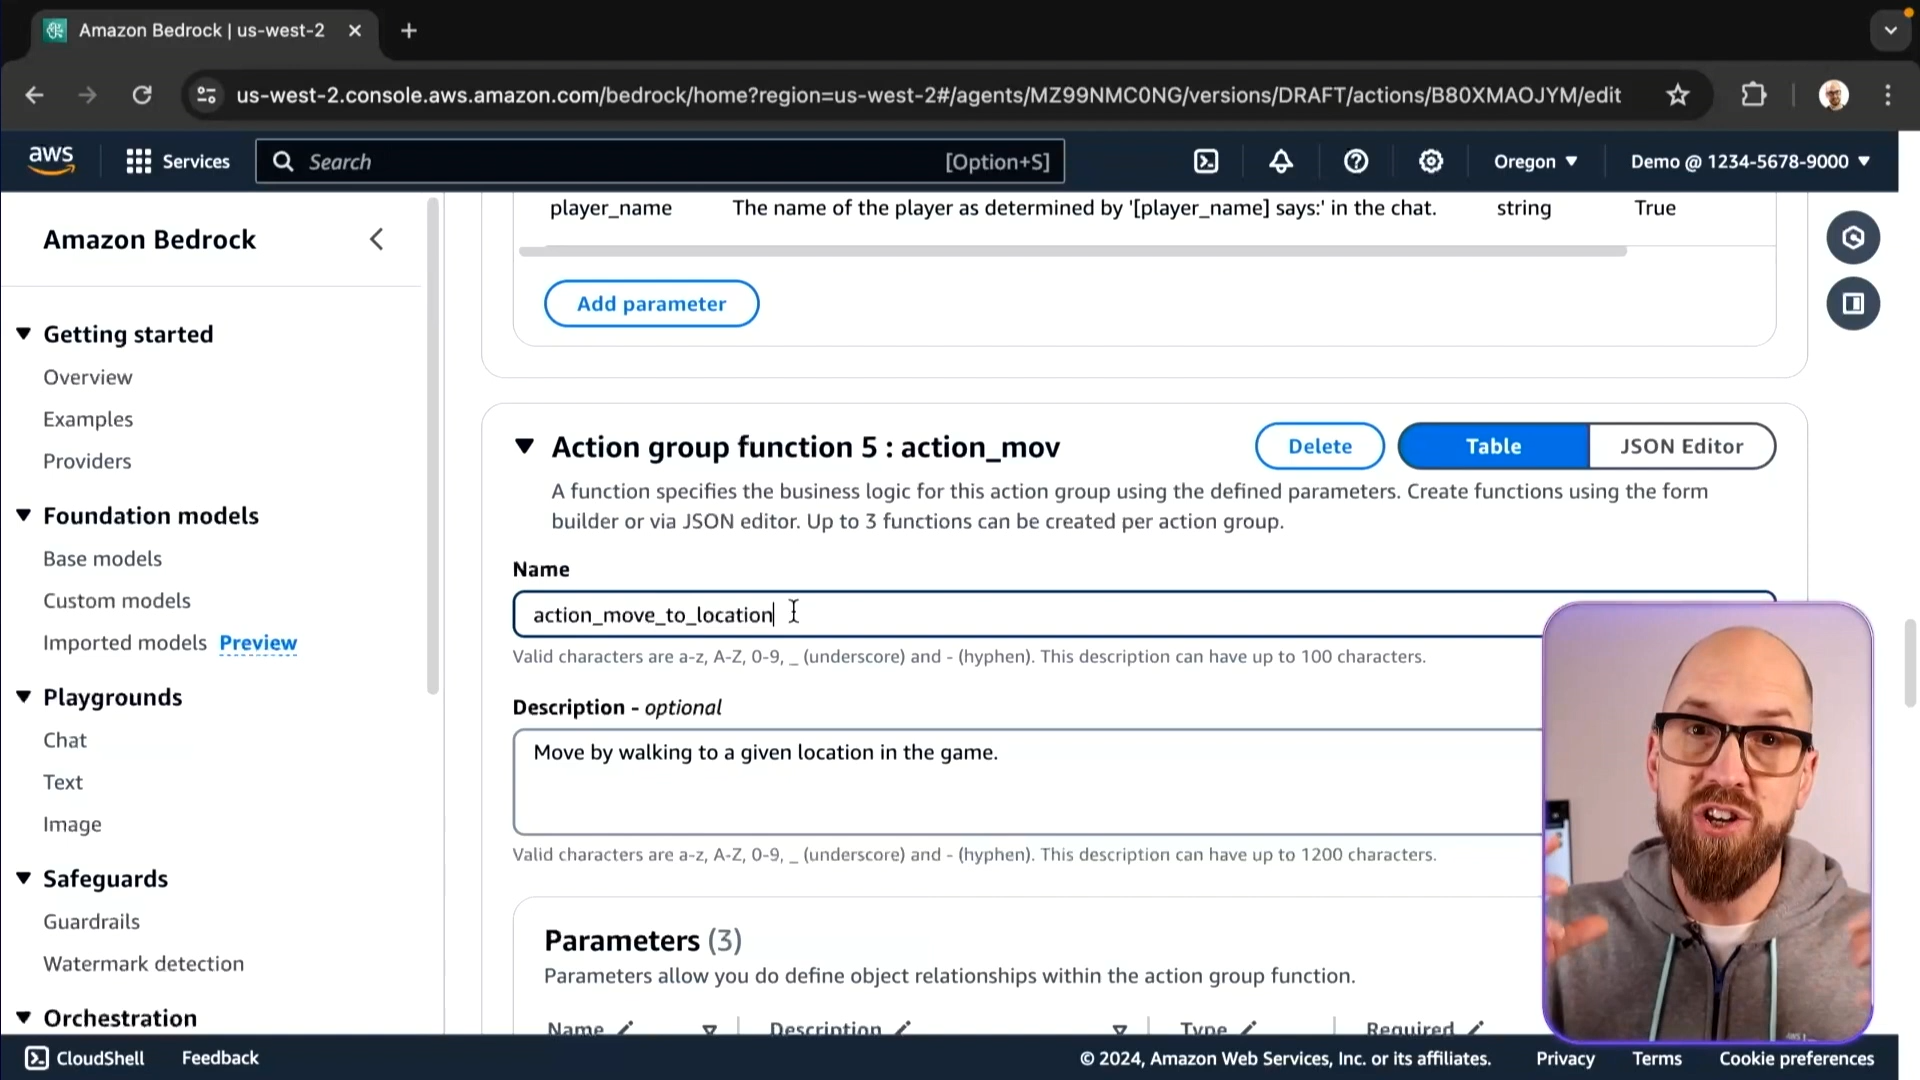 Amazon Bedrock | us-west-2
us-west-2.console.aws.amazon.com/bedrock/home?region=us-west-2#/agents/MZ99NMC0NG/versions/DRAFT/actions/B80XMAOJYM/edit
aws
Services
Search
[Option+S]
Oregon
Demo @ 1234-5678-9000
Amazon Bedrock
Getting started
Overview
Examples
Providers
Foundation models
Base models
Custom models
Imported models Preview
Playgrounds
Chat
Text
Image
Safeguards
Guardrails
Watermark detection
Orchestration
player_name The name of the player as determined by '[player_name] says:' in the chat. string True
Add parameter
Action group function 5 : action_mov
Delete
Table
JSON Editor
A function specifies the business logic for this action group using the defined parameters. Create functions using the form
builder or via JSON editor. Up to 3 functions can be created per action group.
Name
action_move_to_location
Valid characters are a-z, A-Z, 0-9, _ (underscore) and - (hyphen). This description can have up to 100 characters.
Description - optional
Move by walking to a given location in the game.
Valid characters are a-z, A-Z, 0-9, _ (underscore) and - (hyphen). This description can have up to 1200 characters.
Parameters (3)
Parameters allow you do define object relationships within the action group function.
Name Description Type Required
CloudShell
Feedback
© 2024, Amazon Web Services, Inc. or its affiliates.
Privacy
Terms
Cookie preferences